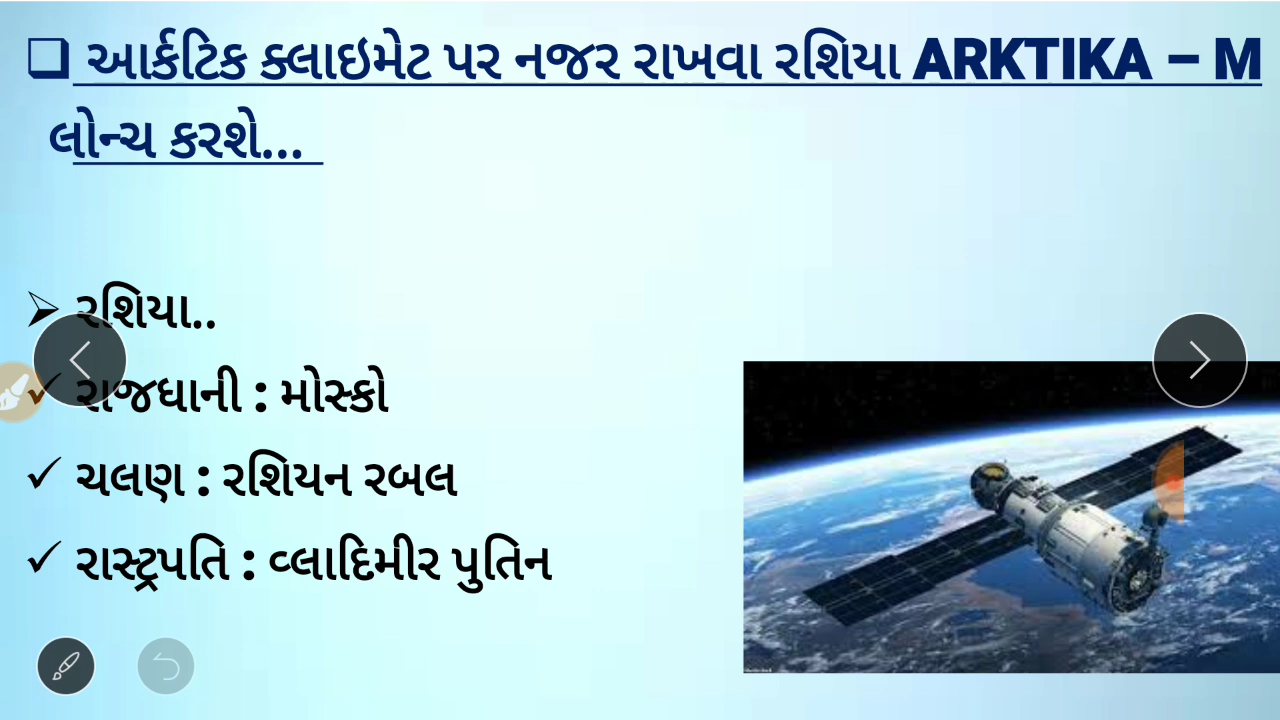 ❑ આર્કટિક ક્લાઇમેટ પર નજર રાખવા રશિયા ARKTIKA – M
લોન્ચ કરશે...
➢ રશિયા..
✓ રાજધાની : મોસ્કો
✓ ચલણ : રશિયન રબલ
✓ રાસ્ટ્રપતિ : વ્લાદિમીર પુતિન